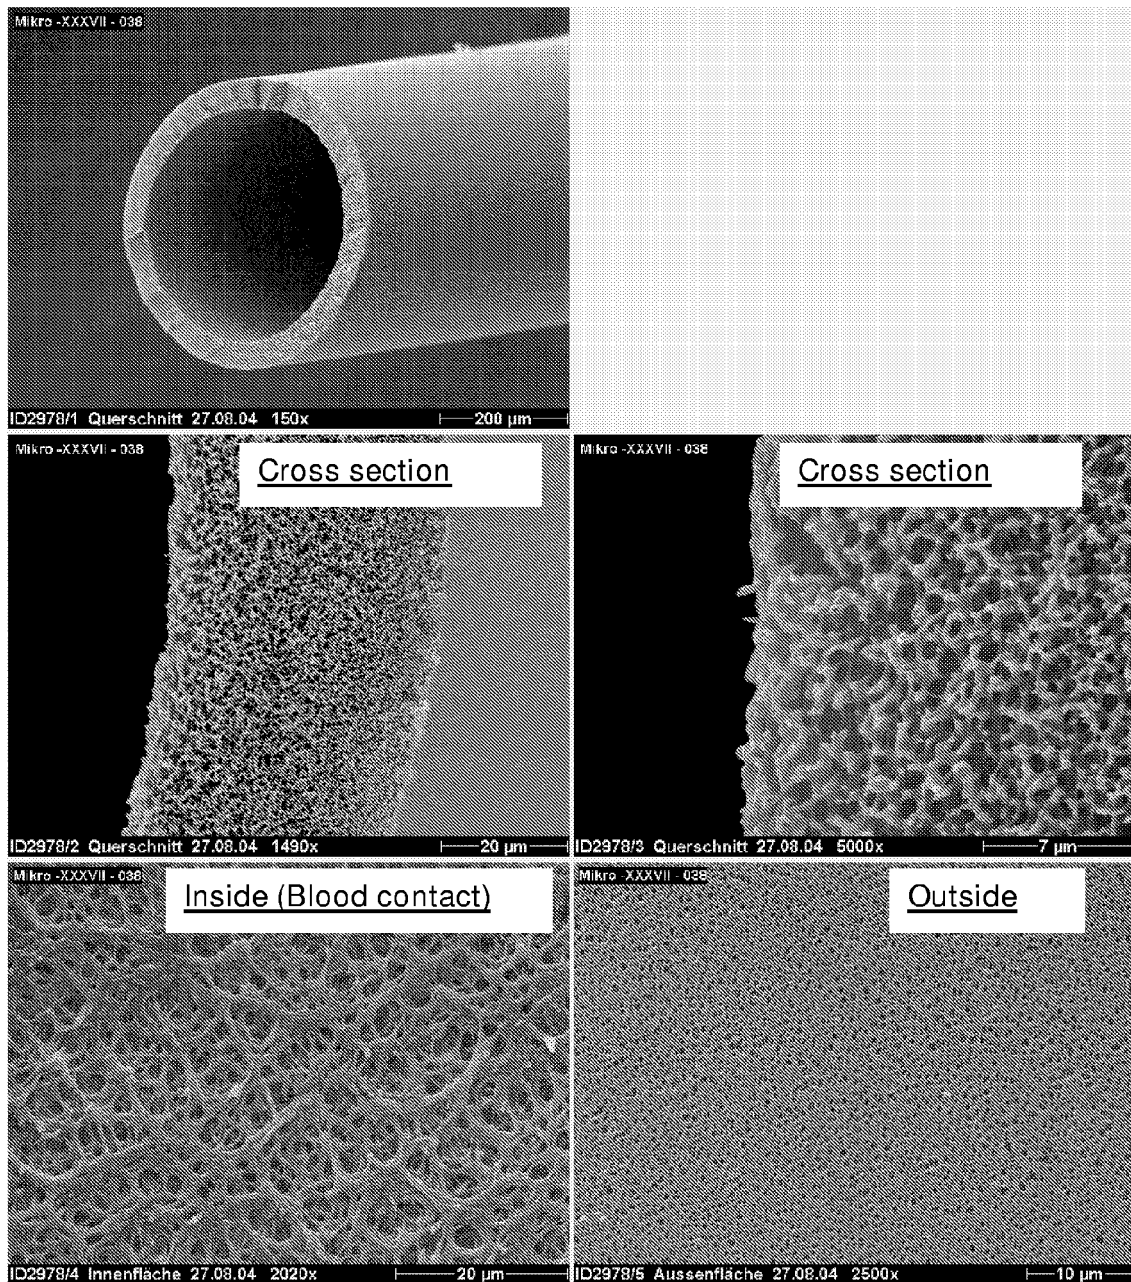 Mikro -XXXVII - 038
ID2978/1 Querschnitt 27.08.04 150x 200 µm
Mikro -XXXVII - 038
Cross section
ID2978/2 Querschnitt 27.08.04 1490x 20 µm
Mikro -XXXVII - 038
Cross section
ID2978/3 Querschnitt 27.08.04 5000x 7 µm
Mikro -XXXVII - 038
Inside (Blood contact)
ID2978/4 Innenfläche 27.08.04 2020x 20 µm
Mikro -XXXVII - 038
Outside
ID2978/5 Aussenfläche 27.08.04 2500x 10 µm